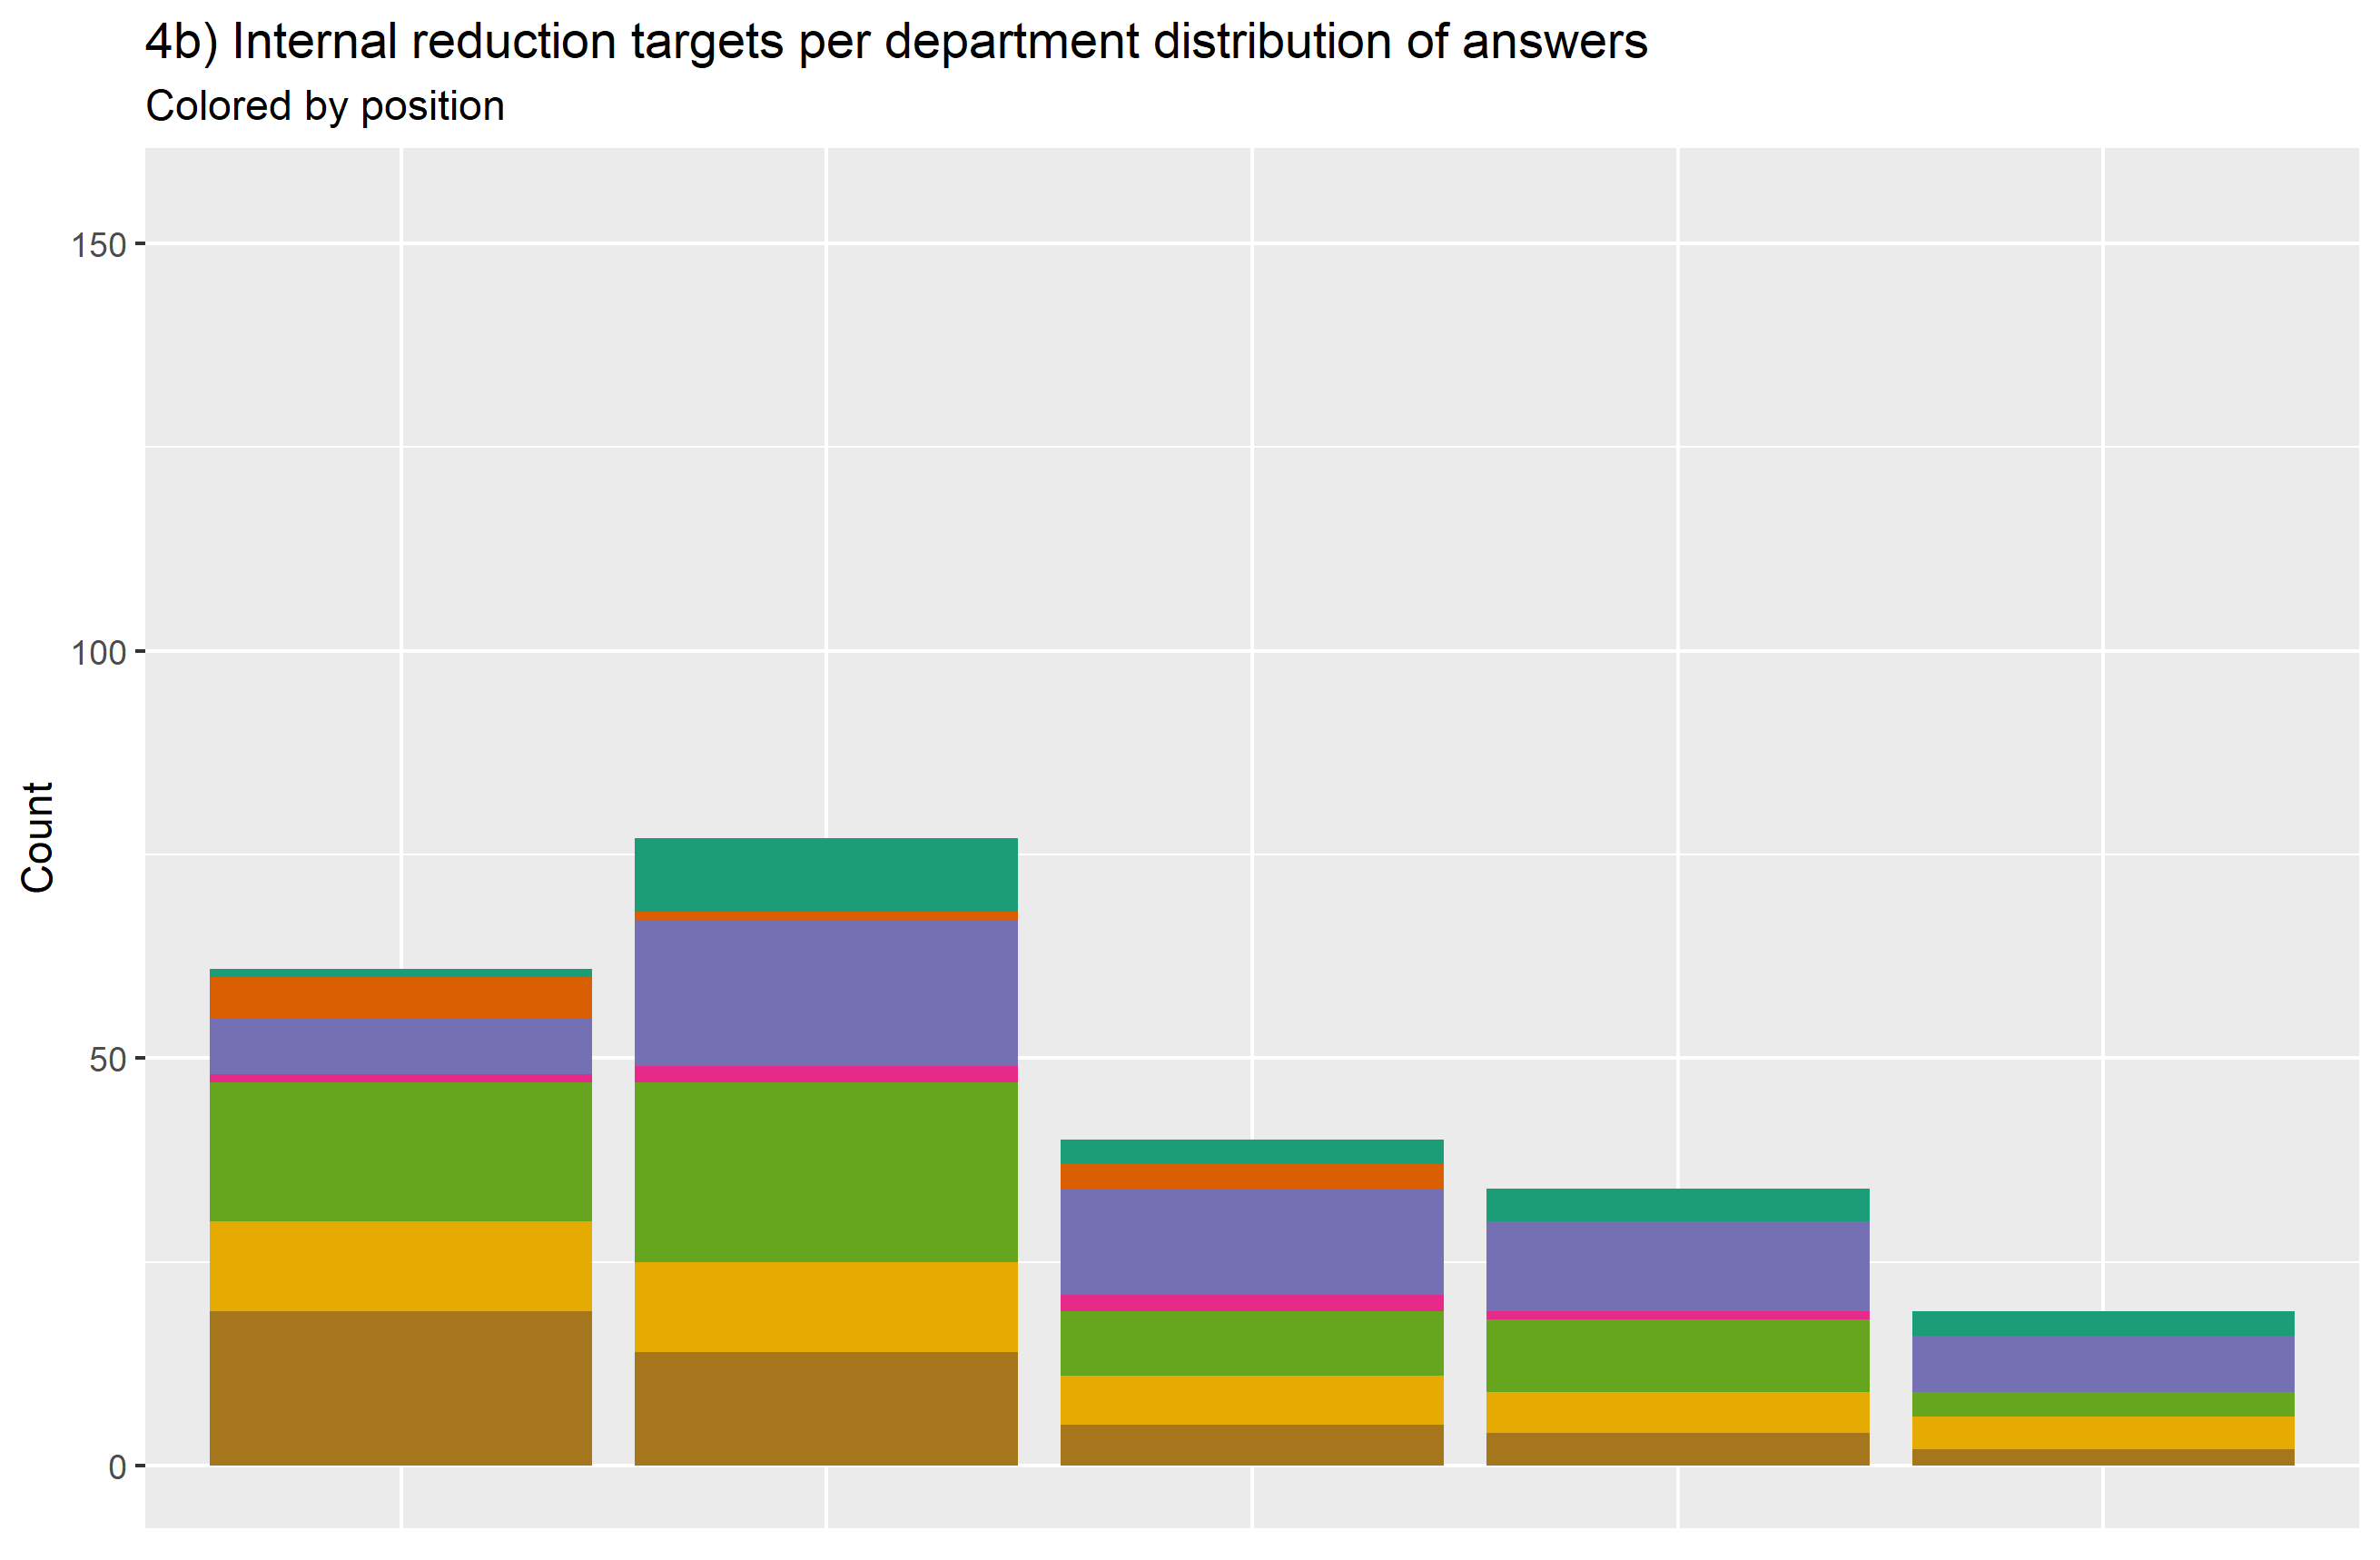 4b) Internal reduction targets per department distribution of answers
Colored by position
150
100
50
0
Count